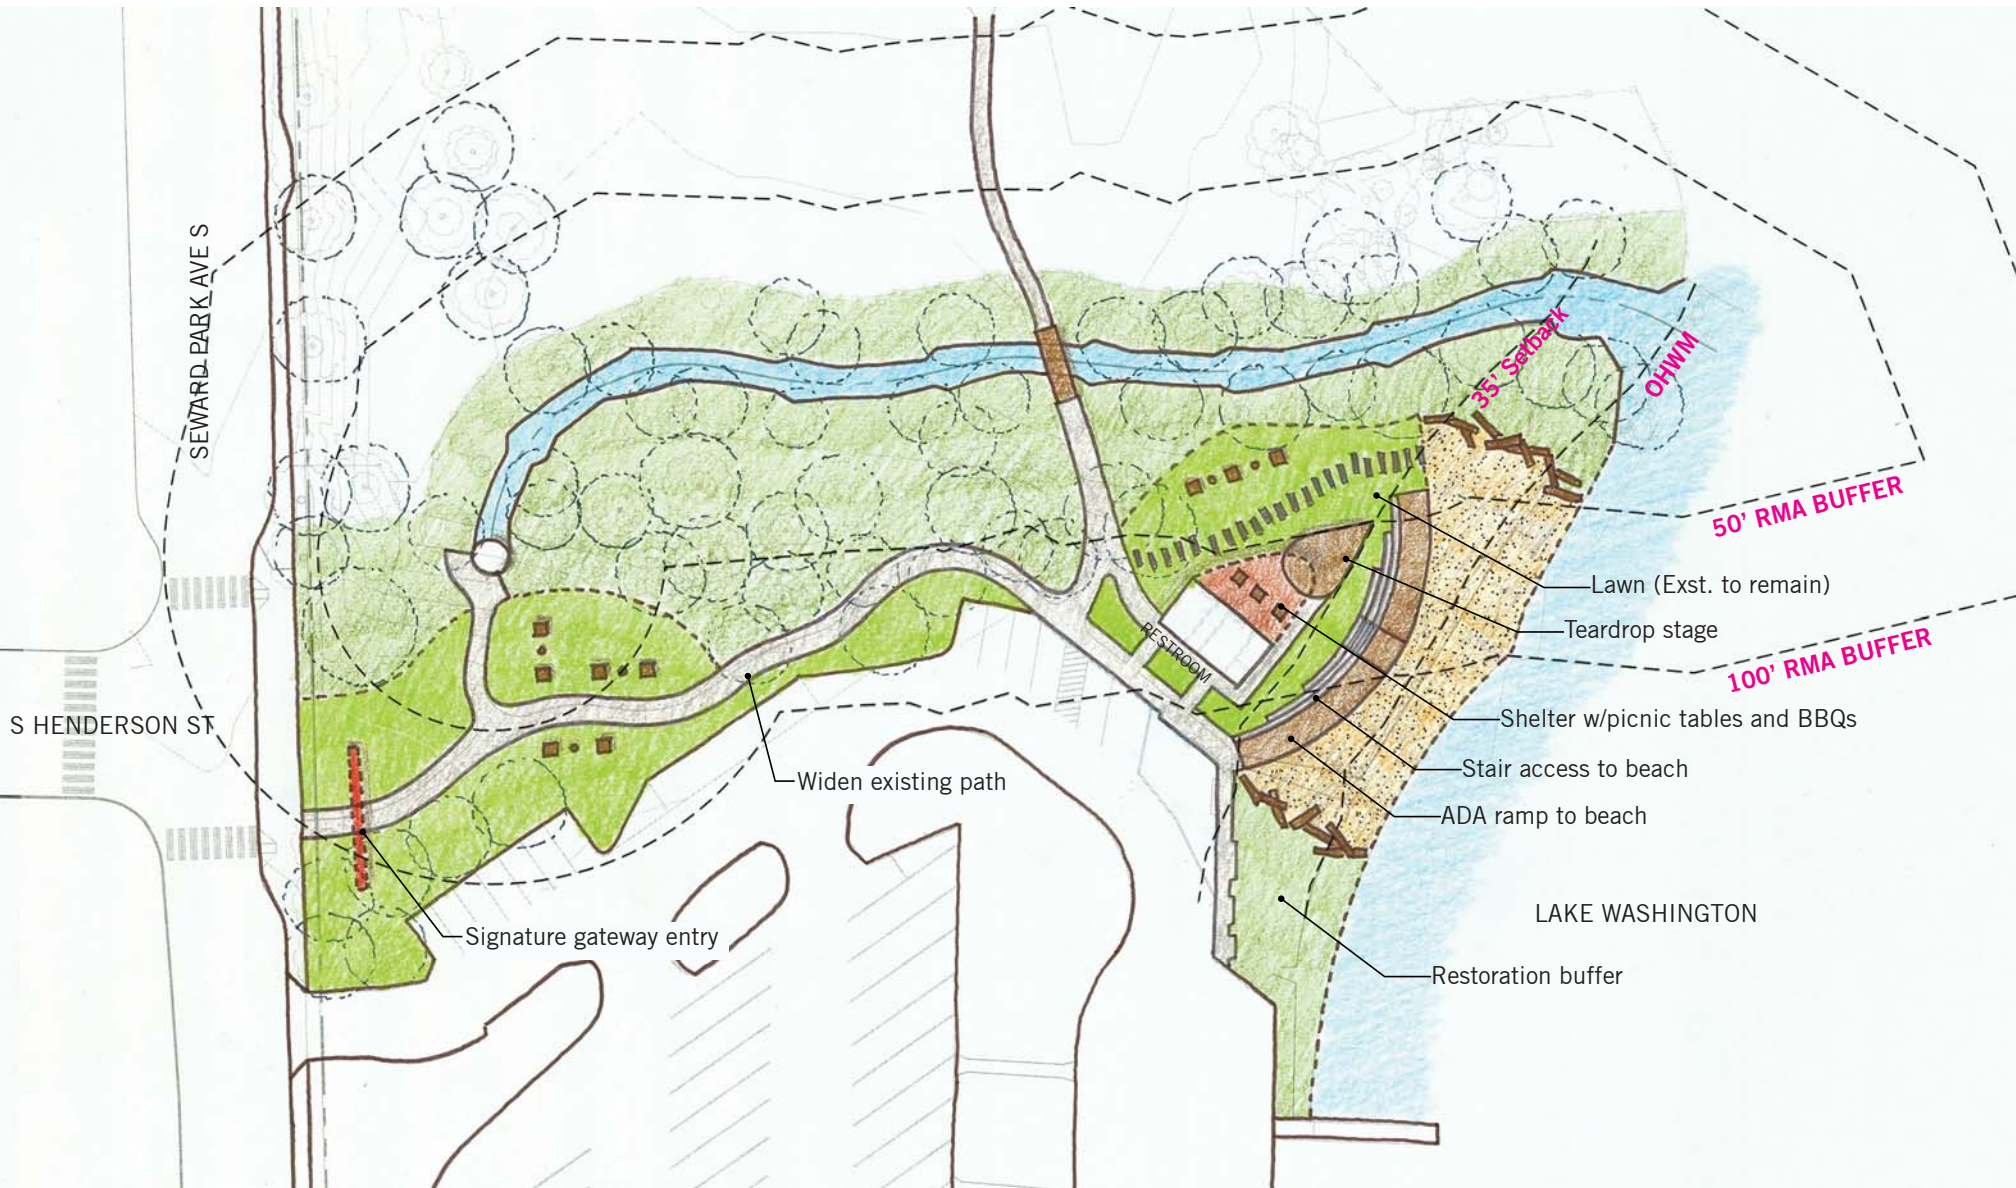 SEWARD PARK AVE S
35' Setback
OHWM
50' RMA BUFFER
Lawn (Exst. to remain)
Teardrop stage
RESTROOM
100' RMA BUFFER
S HENDERSON ST
Shelter w/picnic tables and BBQs
Stair access to beach
Widen existing path
ADA ramp to beach
LAKE WASHINGTON
Signature gateway entry
Restoration buffer